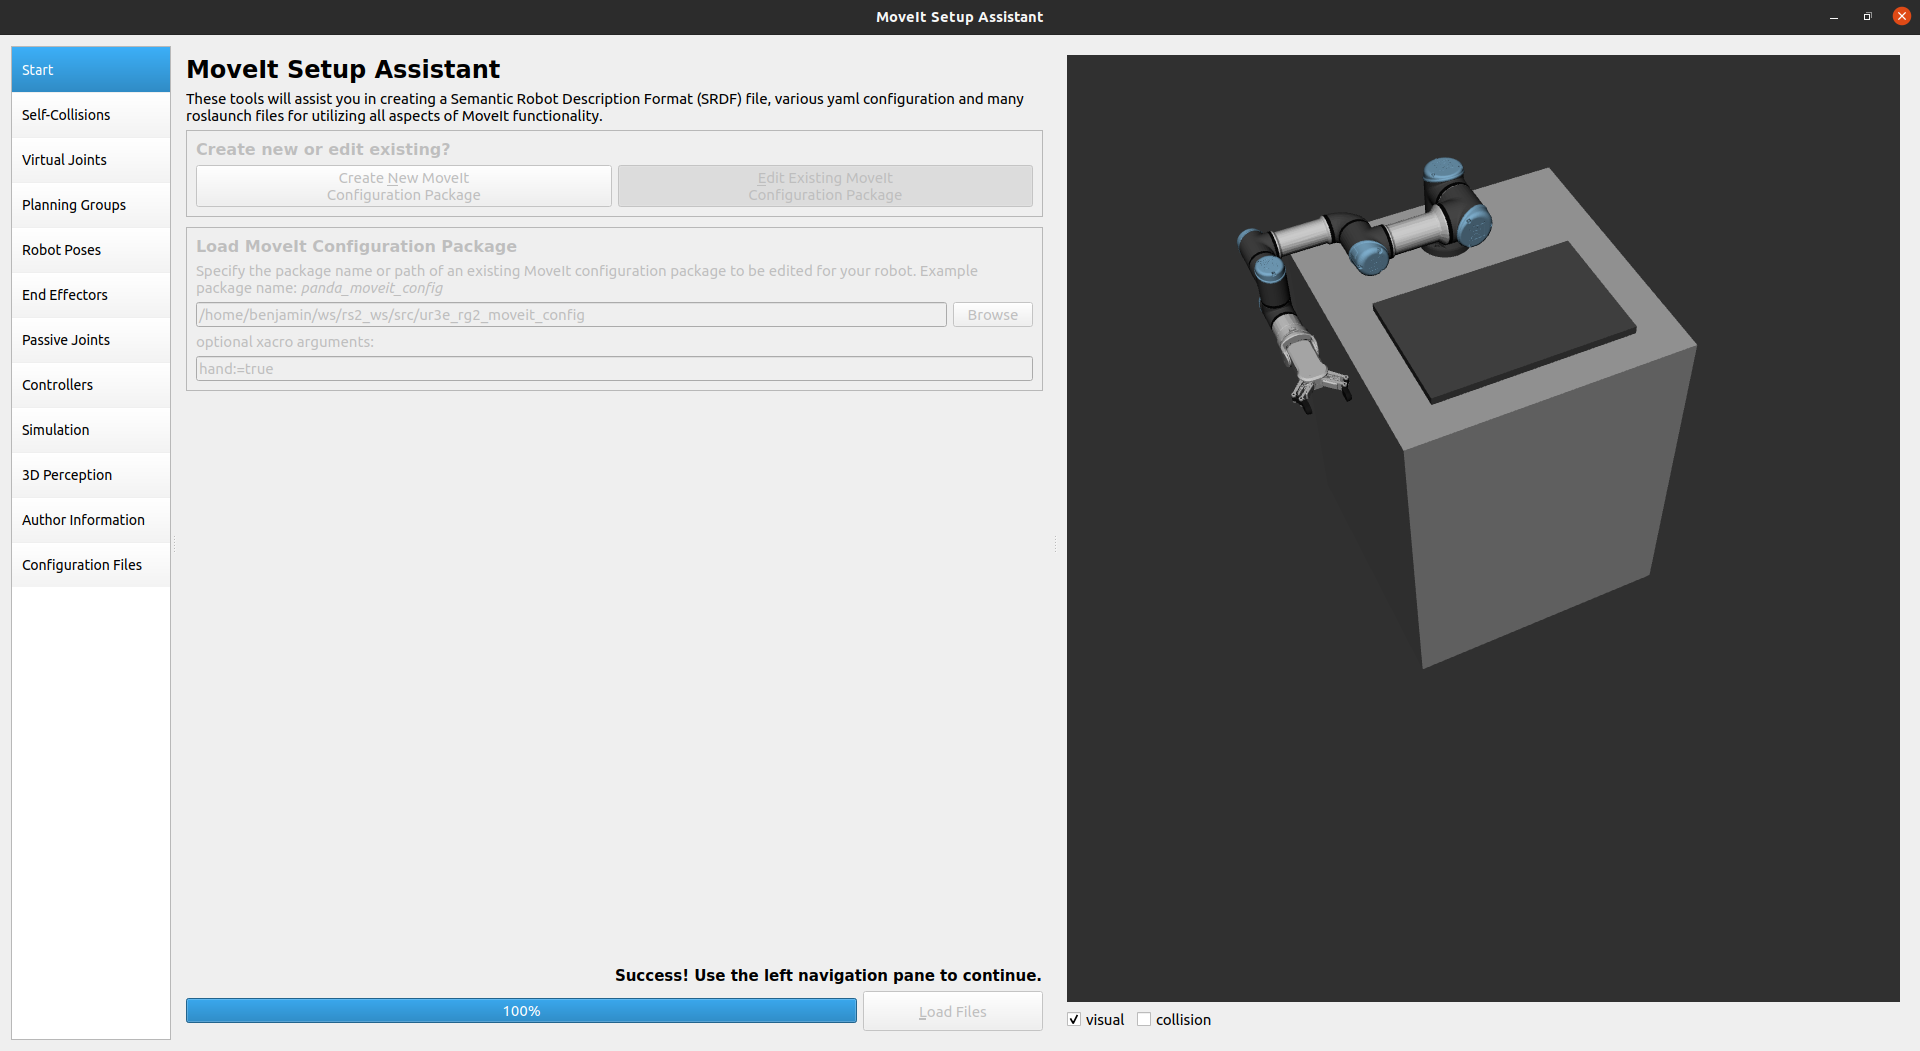 MoveIt Setup Assistant
Start
Self-Collisions
Virtual Joints
Planning Groups
Robot Poses
End Effectors
Passive Joints
Controllers
Simulation
3D Perception
Author Information
Configuration Files
MoveIt Setup Assistant
These tools will assist you in creating a Semantic Robot Description Format (SRDF) file, various yaml configuration and many
roslaunch files for utilizing all aspects of MoveIt functionality.
Create new or edit existing?
Create New MoveIt
Configuration Package
Edit Existing MoveIt
Configuration Package
Load MoveIt Configuration Package
Specify the package name or path of an existing MoveIt configuration package to be edited for your robot. Example
package name: panda_moveit_config
/home/benjamin/ws/rs2_ws/src/ur3e_rg2_moveit_config
Browse
optional xacro arguments:
hand:=true
Success! Use the left navigation pane to continue.
100%
Load Files
visual
collision